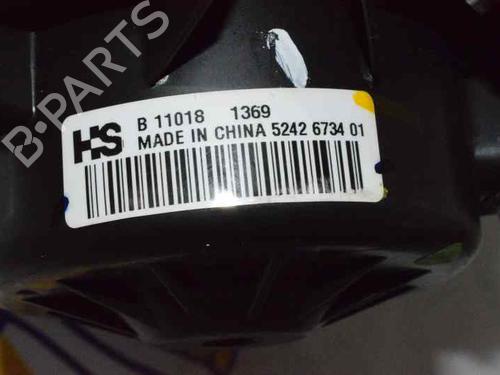 B-PARTS
HS B 11018 1369
MADE IN CHINA 5242 6734 01